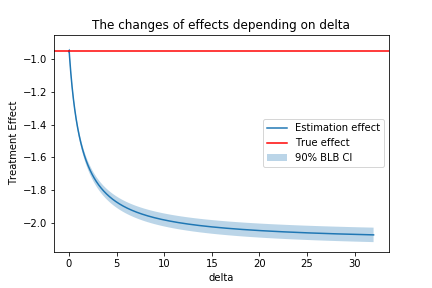 The changes of effects depending on delta
Treatment Effect
−1.0
−1.2
−1.4
−1.6
−1.8
−2.0
Estimation effect
True effect
90% BLB CI
0 5 10 15 20 25 30
delta